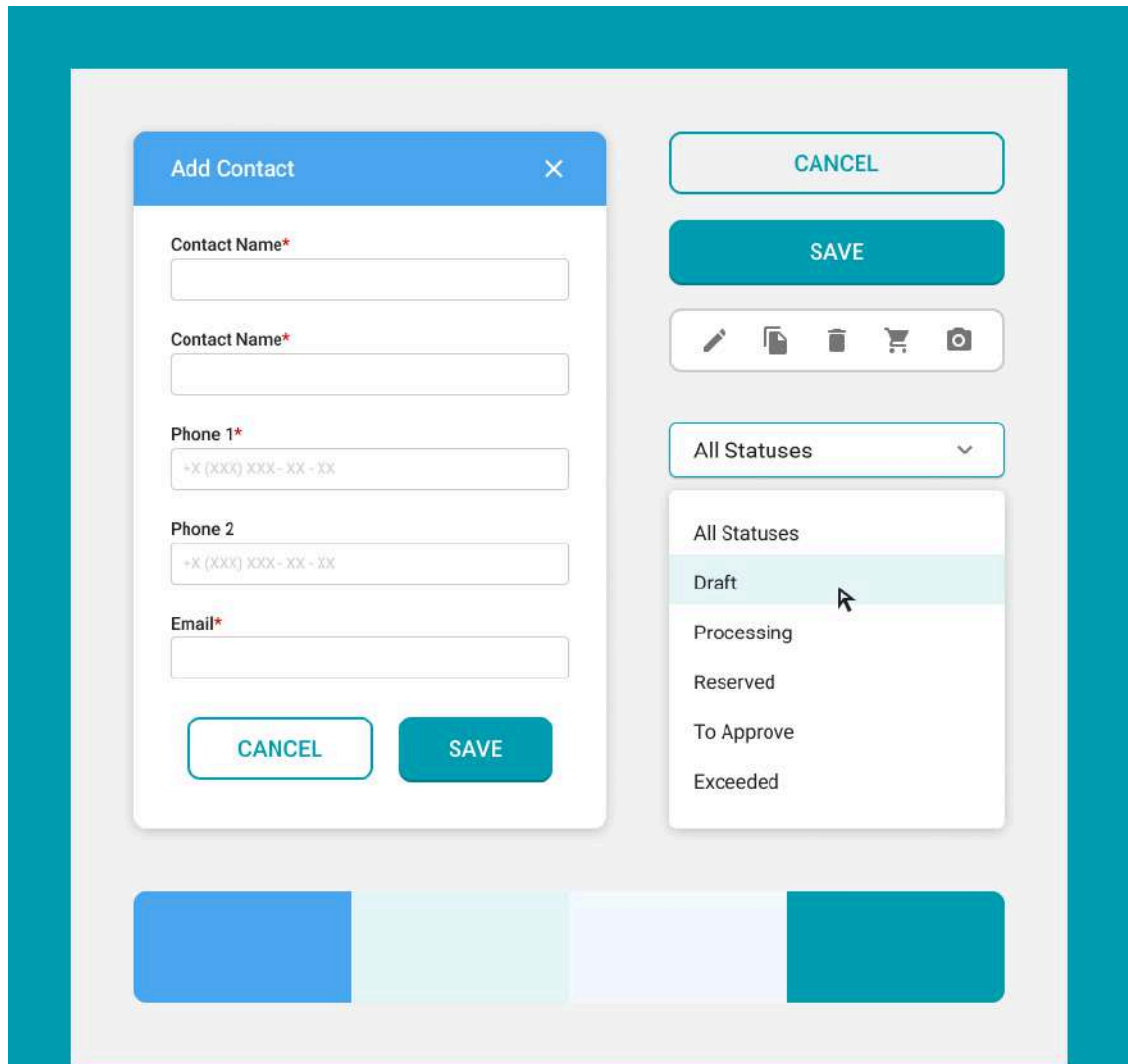 Add Contact
Contact Name*
Contact Name*
Phone 1*
+X (XXX) XXX - XX - XX
Phone 2
+X (XXX) XXX - XX - XX
Email*
CANCEL
SAVE
CANCEL
SAVE
All Statuses
All Statuses
Draft
Processing
Reserved
To Approve
Exceeded